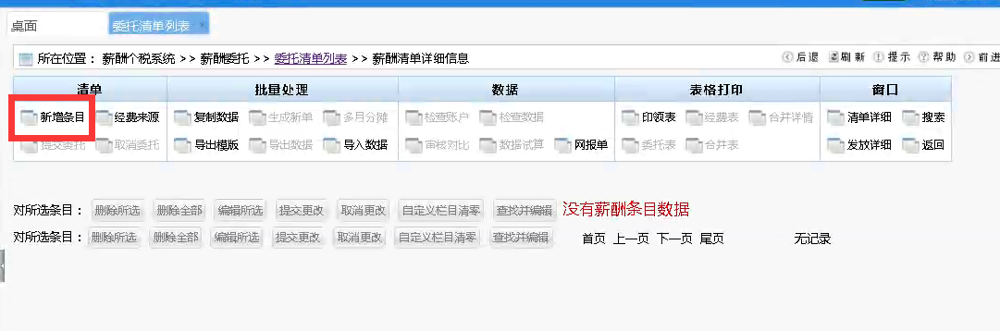 桌面 委托清单列表 ×
所在位置： 薪酬个税系统 >> 薪酬委托 >> 委托清单列表 >> 薪酬清单详细信息 后退 刷新 提示 帮助 前进
清单 批量处理 数据 表格打印 窗口
新增条目 经费来源 复制数据 生成新单 多月分摊 检查账户 检查数据 印领表 经费表 合并详情 清单详细 搜索
提交委托 取消委托 导出模版 导出数据 导入数据 审核对比 数据试算 网报单 委托表 合并表 发放详细 返回
对所选条目： 删除所选 删除全部 编辑所选 提交更改 取消更改 自定义栏目清零 查找并编辑 没有薪酬条目数据
对所选条目： 删除所选 删除全部 编辑所选 提交更改 取消更改 自定义栏目清零 查找并编辑 首页 上一页 下一页 尾页 无记录